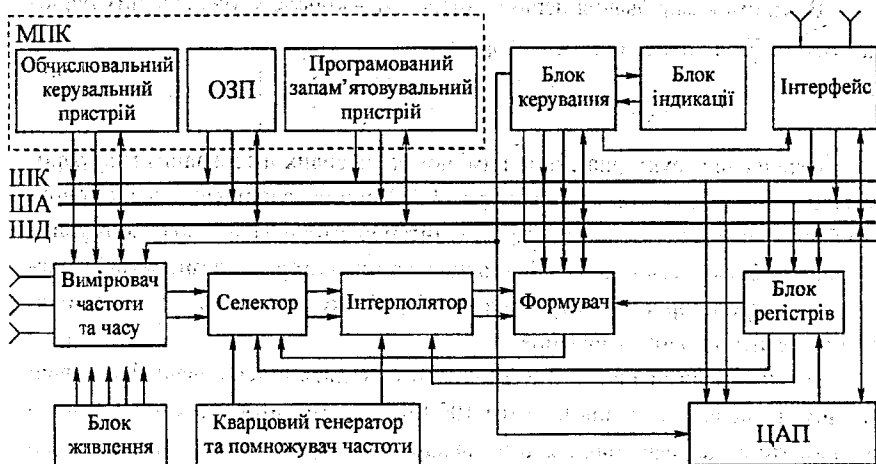 МПК
Обчислювальний
керувальний
пристрій
ОЗП
Програмований
запам’ятовувальний
пристрій
Блок
керування
Блок
індикації
Інтерфейс
ШК
ША
ШД
Вимірювач
частоти
та часу
Селектор
Інтерполятор
Формувач
Блок
регістрів
Блок
живлення
Кварцовий генератор
та помножувач частоти
ЦАП